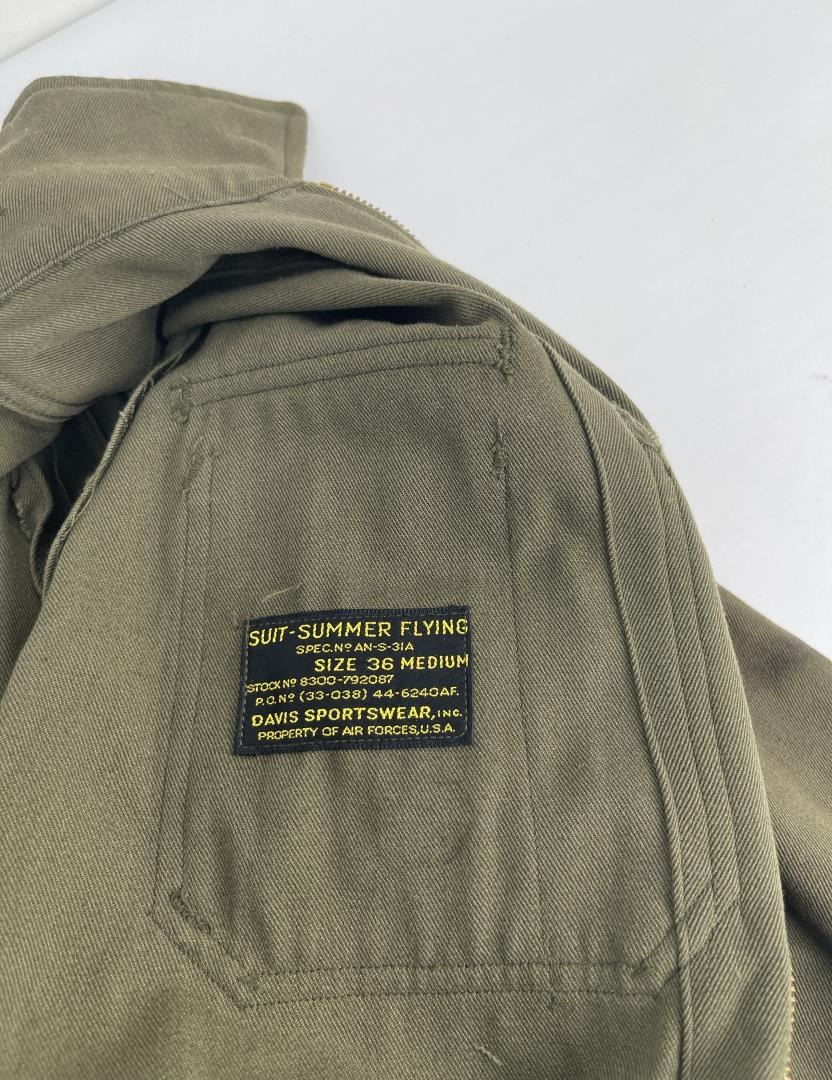 SUIT-SUMMER FLYING
SPEC. Nº AN-S-31A
SIZE 36 MEDIUM
STOCK Nº 8300-792087
P.O. Nº (33-038) 44-6240AF.
DAVIS SPORTSWEAR, INC.
PROPERTY OF AIR FORCES, U.S.A.